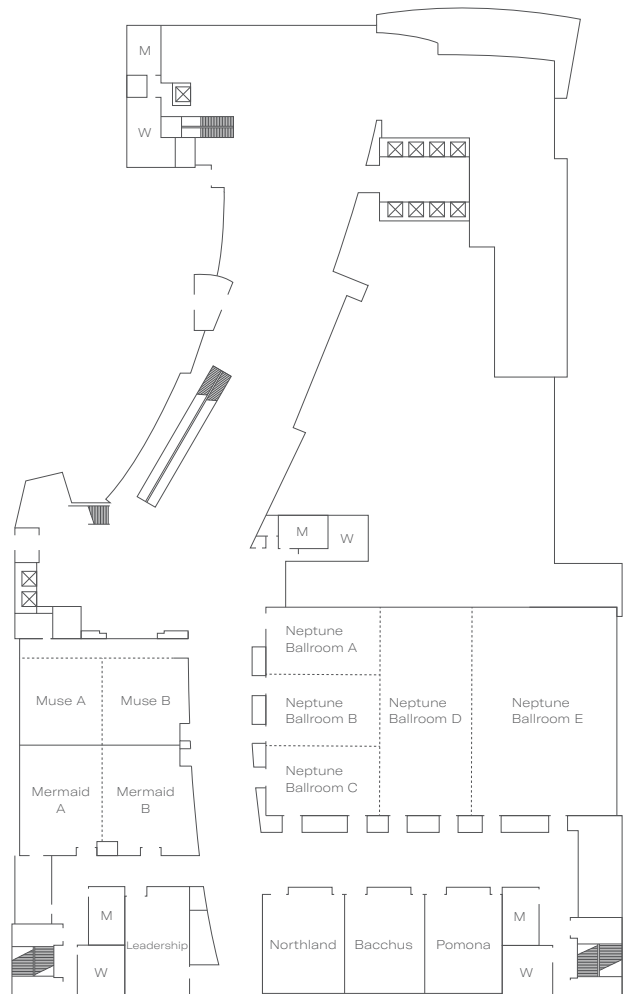 M
W
M
W
Neptune
Ballroom A
Muse A
Muse B
Neptune
Ballroom B
Neptune
Ballroom D
Neptune
Ballroom E
Neptune
Ballroom C
Mermaid
A
Mermaid
B
M
W
Leadership
Northland
Bacchus
Pomona
M
W